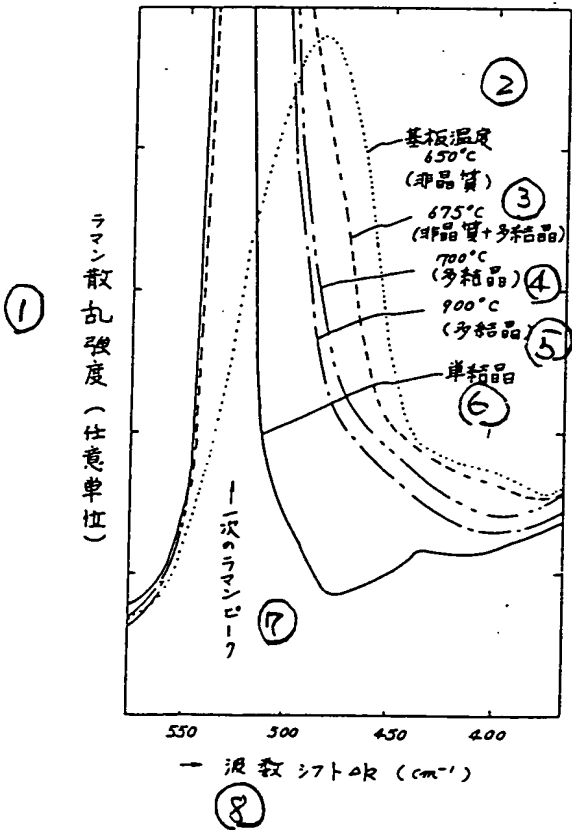 ①
ラマン散乱強度（任意単位）
②
基板温度
650°C
（非晶質）
③
675°C
（非晶質+多結晶）
700°C
（多結晶）
④
900°C
（多結晶）
⑤
単結晶
⑥
←一次のラマンピーク
⑦
550 500 450 400
→ 波数シフトΔk (cm⁻¹)
⑧